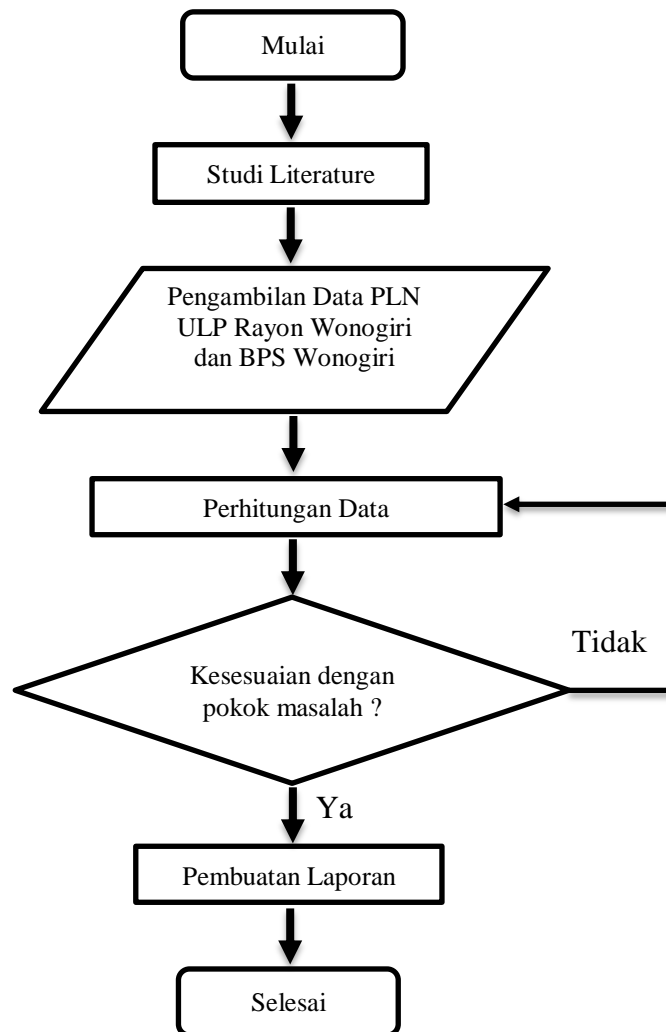 Mulai
Studi Literature
Pengambilan Data PLN
ULP Rayon Wonogiri
dan BPS Wonogiri
Perhitungan Data
Tidak
Kesesuaian dengan
pokok masalah ?
Ya
Pembuatan Laporan
Selesai